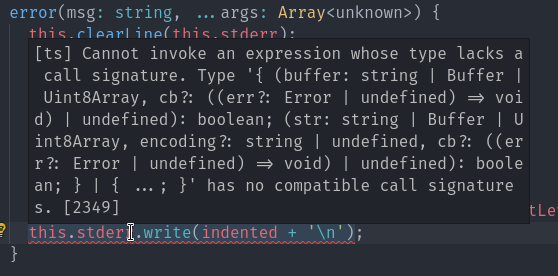 error(msg: string, ...args: Array<unknown>) {
this.clearLine(this.stderr);
[ts] Cannot invoke an expression whose type lacks a
call signature. Type '{ (buffer: string | Buffer |
Uint8Array, cb?: ((err?: Error | undefined) => voi
d) | undefined): boolean; (str: string | Buffer | U
int8Array, encoding?: string | undefined, cb?: ((er
r?: Error | undefined) => void) | undefined): boole
an; } | { ...; }' has no compatible call signature
s. [2349]
tLe
this.stderr.write(indented + '\n');
}